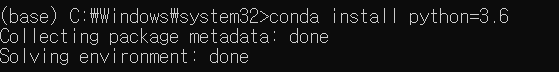 (base) C:₩Windows₩system32>conda install python=3.6
Collecting package metadata: done
Solving environment: done